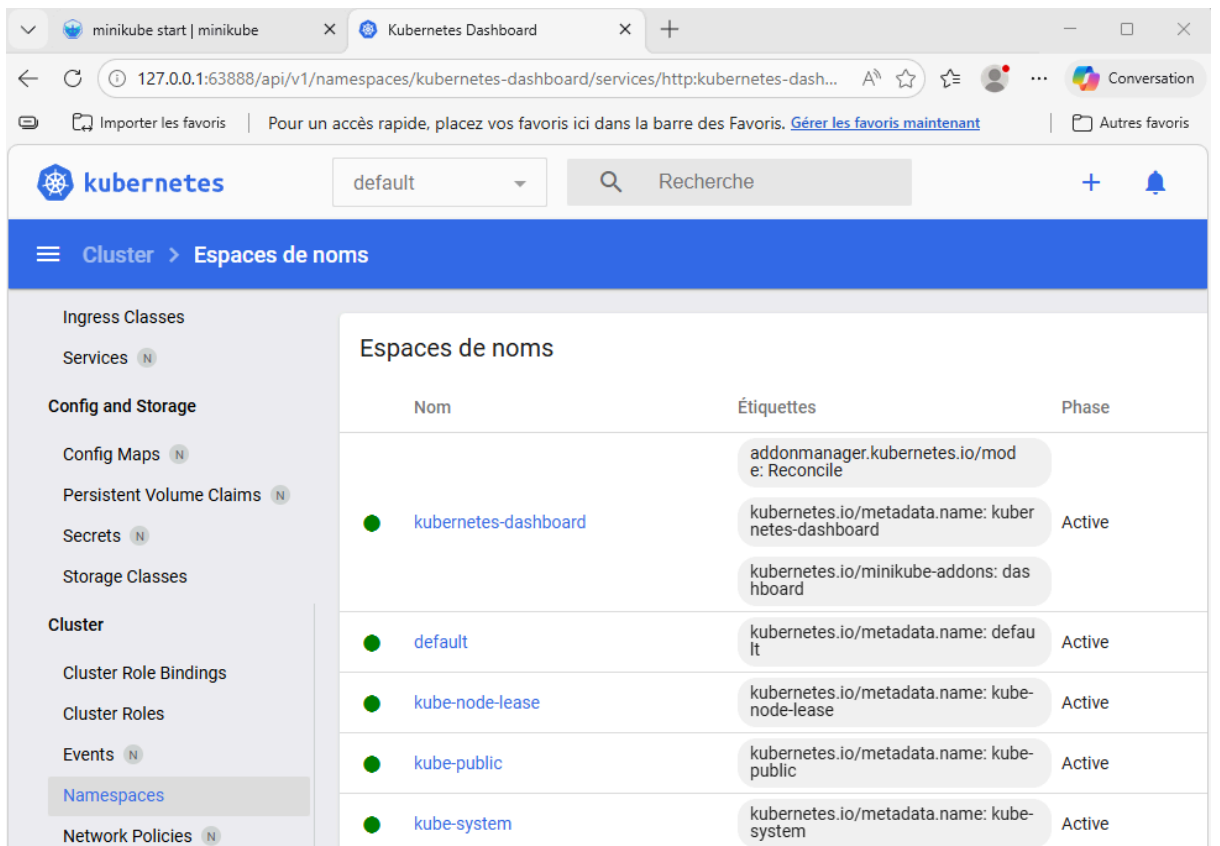 minikube start | minikube
Kubernetes Dashboard
127.0.0.1:63888/api/v1/namespaces/kubernetes-dashboard/services/http:kubernetes-dash...
Conversation
Importer les favoris
Pour un accès rapide, placez vos favoris ici dans la barre des Favoris. Gérer les favoris maintenant
Autres favoris
kubernetes
default
Recherche
Cluster > Espaces de noms
Ingress Classes
Services N
Config and Storage
Config Maps N
Persistent Volume Claims N
Secrets N
Storage Classes
Cluster
Cluster Role Bindings
Cluster Roles
Events N
Namespaces
Network Policies N
Espaces de noms
Nom Étiquettes Phase
addonmanager.kubernetes.io/mod
e: Reconcile
kubernetes-dashboard
kubernetes.io/metadata.name: kuber
netes-dashboard
Active
kubernetes.io/minikube-addons: das
hboard
default
kubernetes.io/metadata.name: defau
lt
Active
kube-node-lease
kubernetes.io/metadata.name: kube-
node-lease
Active
kube-public
kubernetes.io/metadata.name: kube-
public
Active
kube-system
kubernetes.io/metadata.name: kube-
system
Active